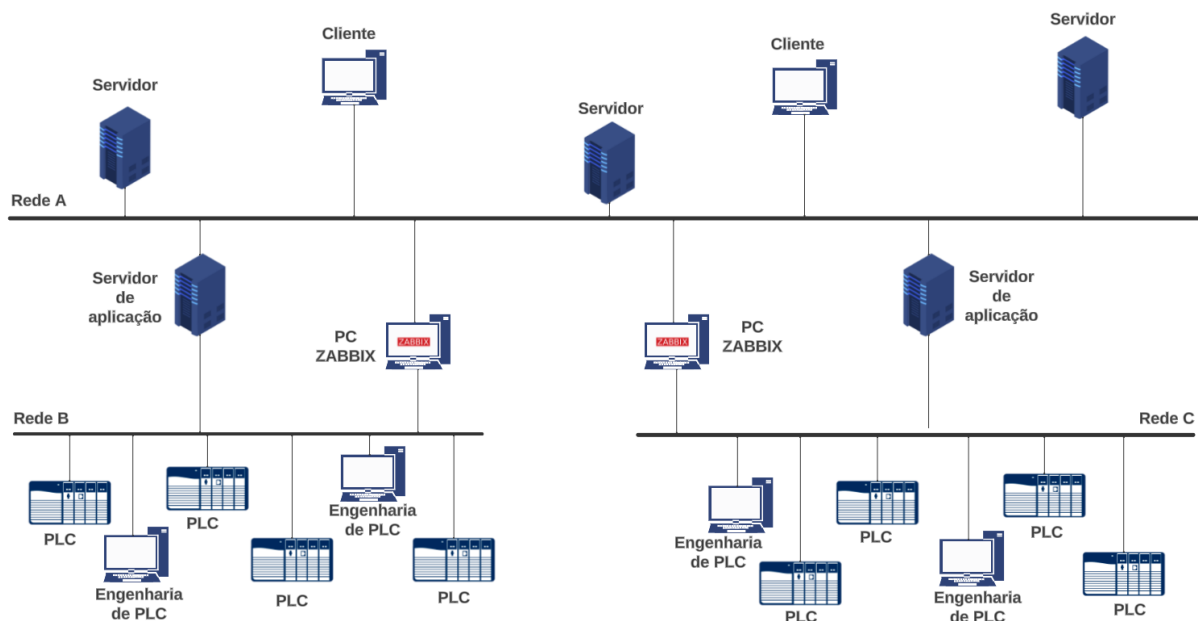 Servidor
Cliente
Servidor
Cliente
Servidor
Rede A
Servidor
de
aplicação
PC
ZABBIX
ZABBIX
ZABBIX
PC
ZABBIX
Servidor
de
aplicação
Rede B
Rede C
PLC
Engenharia
de PLC
PLC
PLC
Engenharia
de PLC
PLC
Engenharia
de PLC
PLC
PLC
Engenharia
de PLC
PLC
PLC